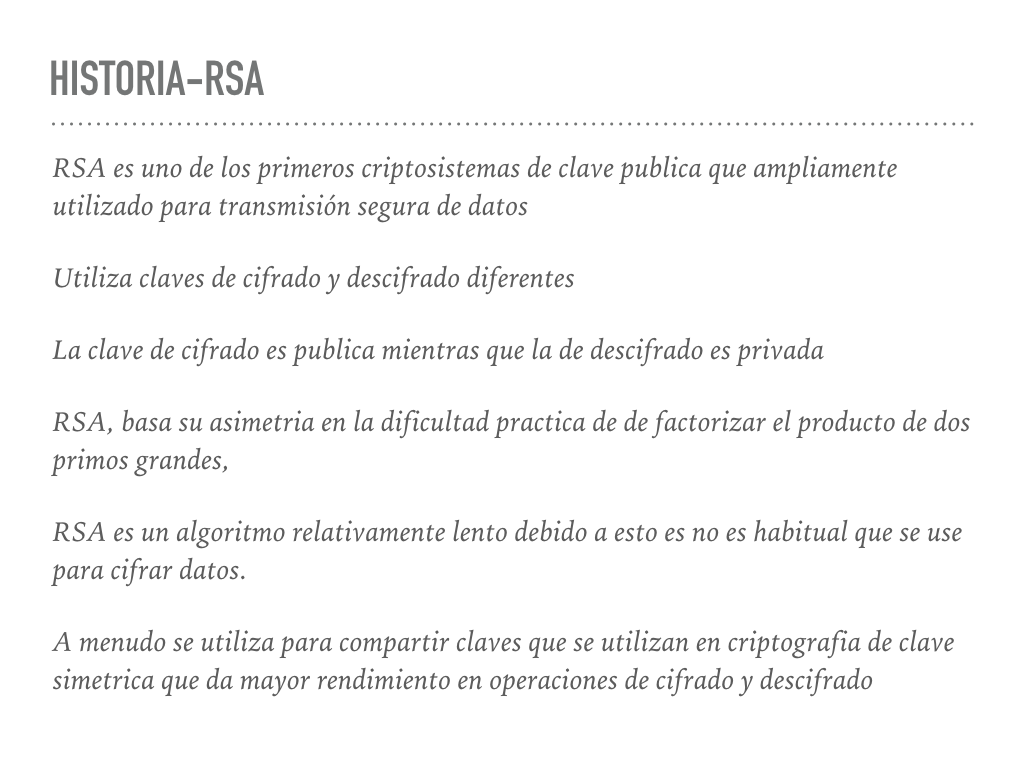 HISTORIA-RSA
RSA es uno de los primeros criptosistemas de clave publica que ampliamente
utilizado para transmisión segura de datos
Utiliza claves de cifrado y descifrado diferentes
La clave de cifrado es publica mientras que la de descifrado es privada
RSA, basa su asimetria en la dificultad practica de de factorizar el producto de dos
primos grandes,
RSA es un algoritmo relativamente lento debido a esto es no es habitual que se use
para cifrar datos.
A menudo se utiliza para compartir claves que se utilizan en criptografia de clave
simetrica que da mayor rendimiento en operaciones de cifrado y descifrado